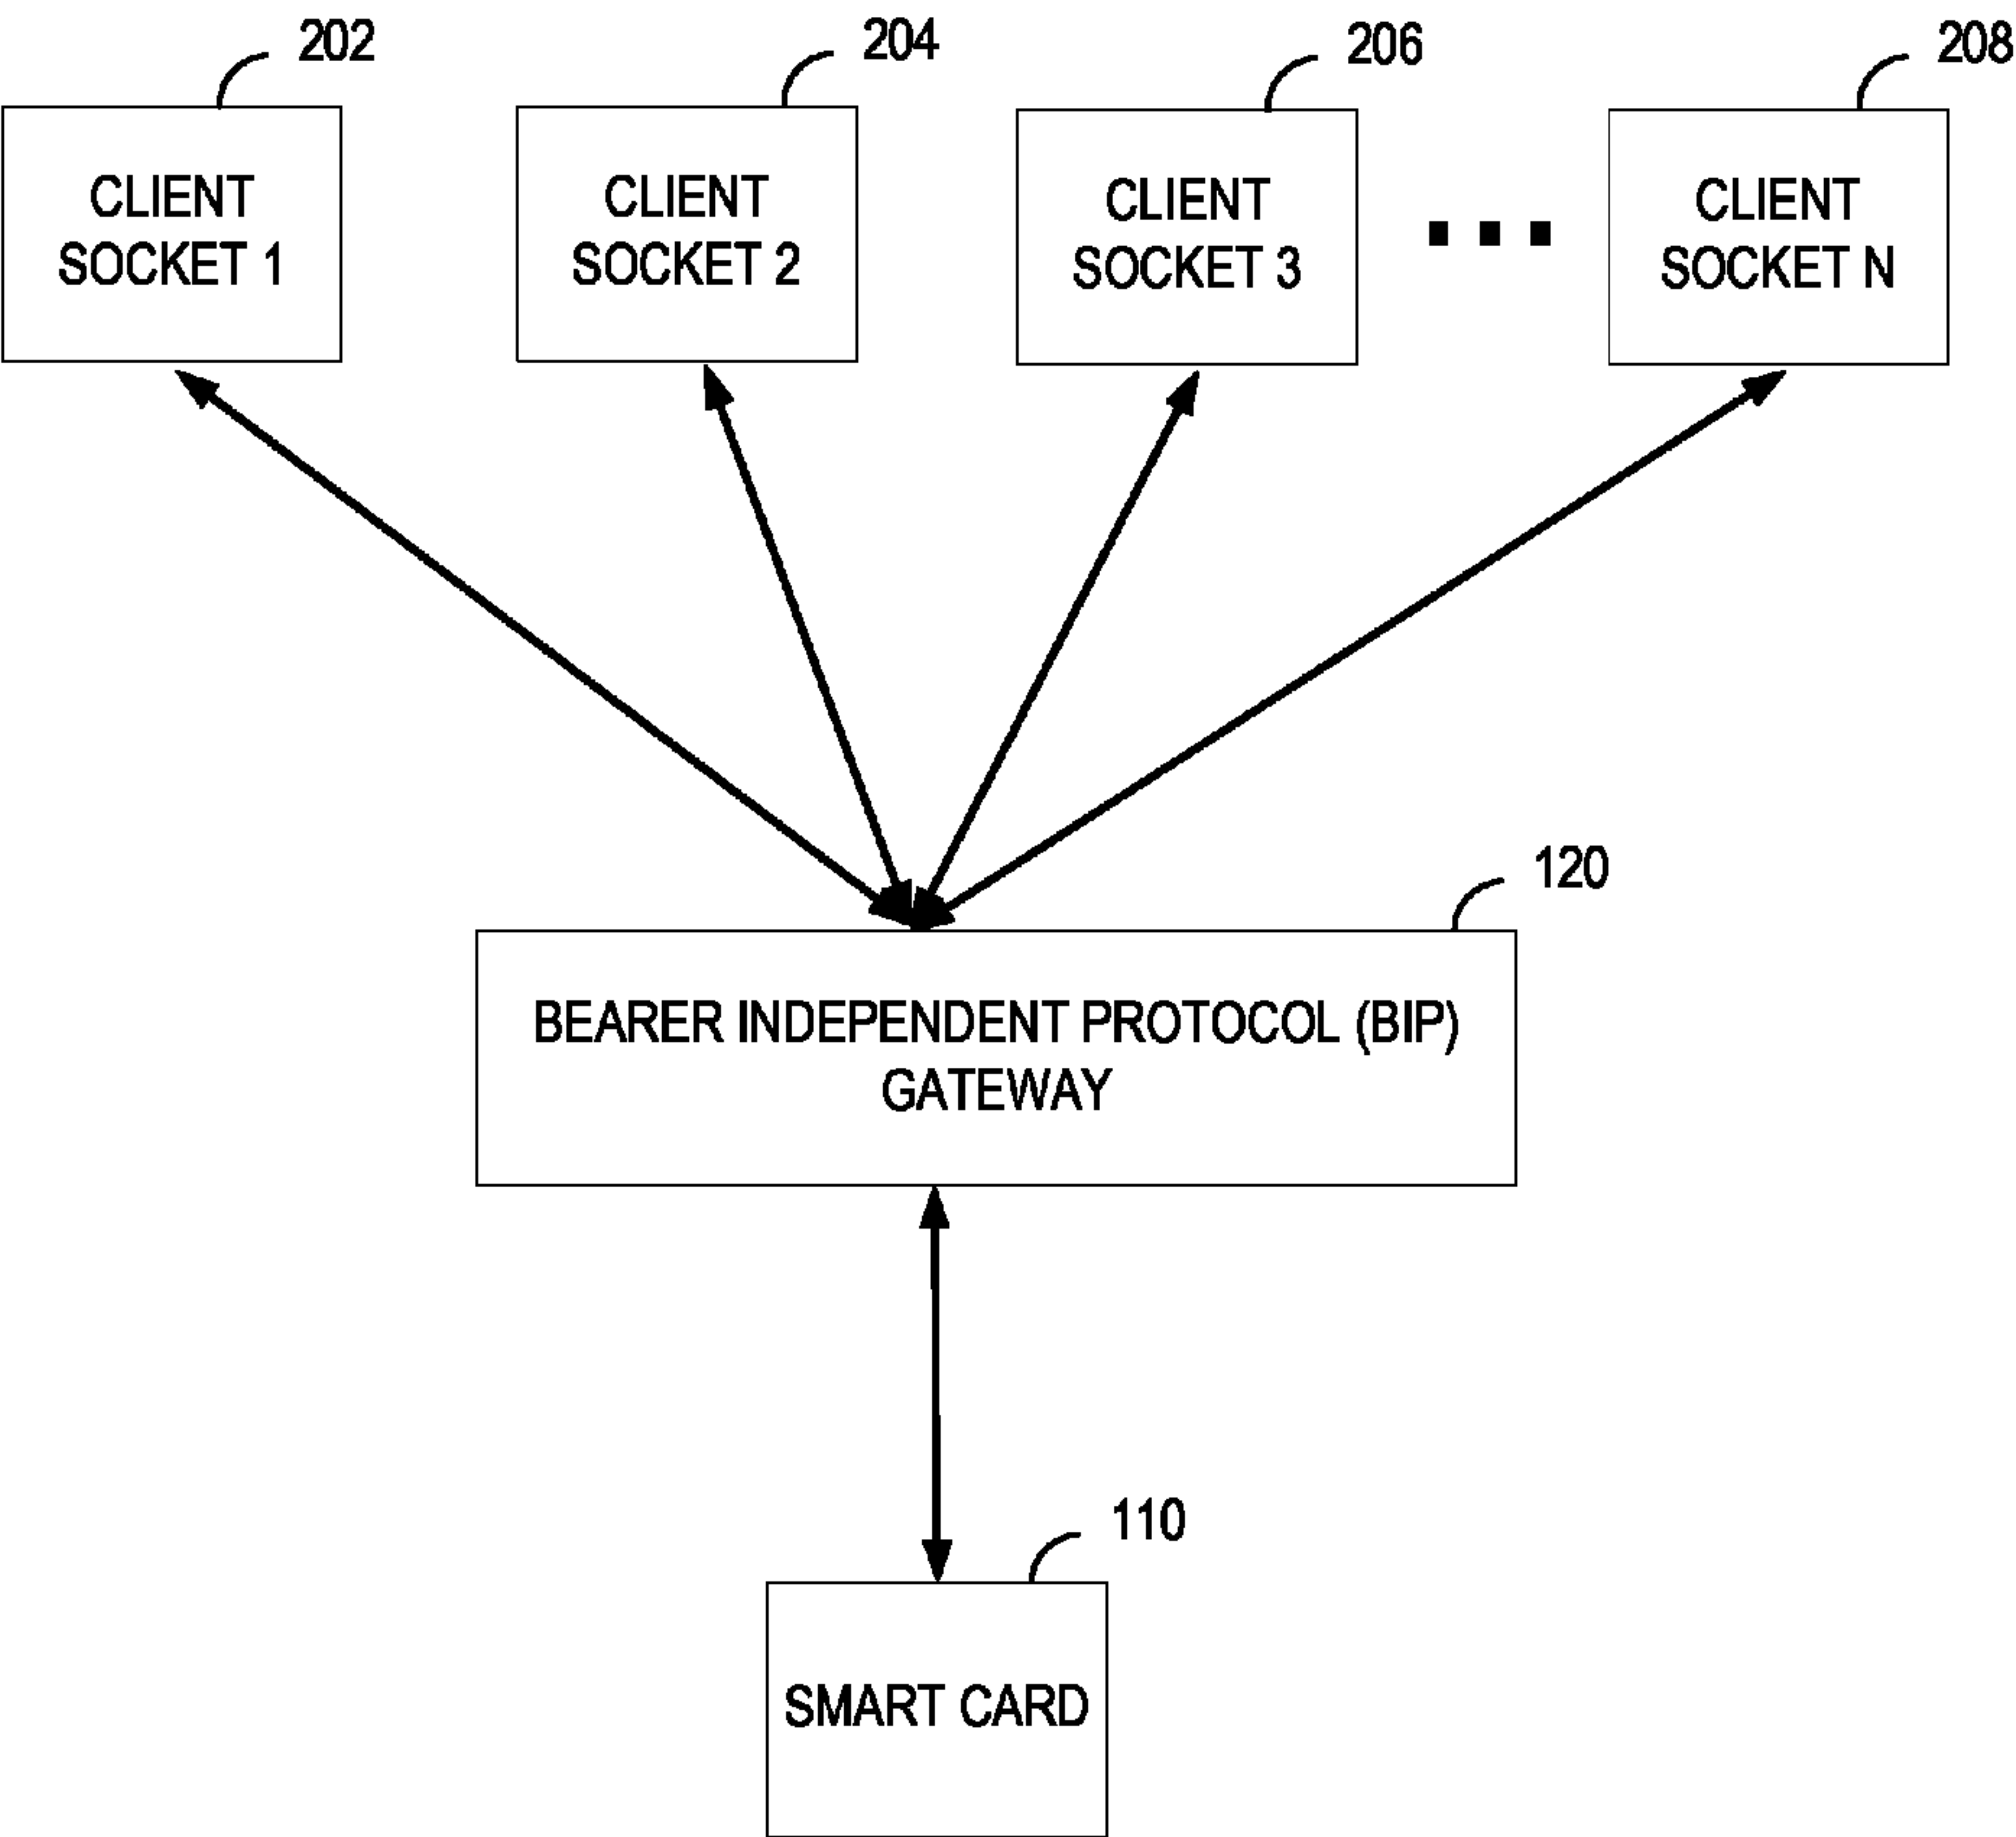 202
204
206
208
CLIENT
SOCKET 1
CLIENT
SOCKET 2
CLIENT
SOCKET 3
CLIENT
SOCKET N
120
BEARER INDEPENDENT PROTOCOL (BIP)
GATEWAY
110
SMART CARD